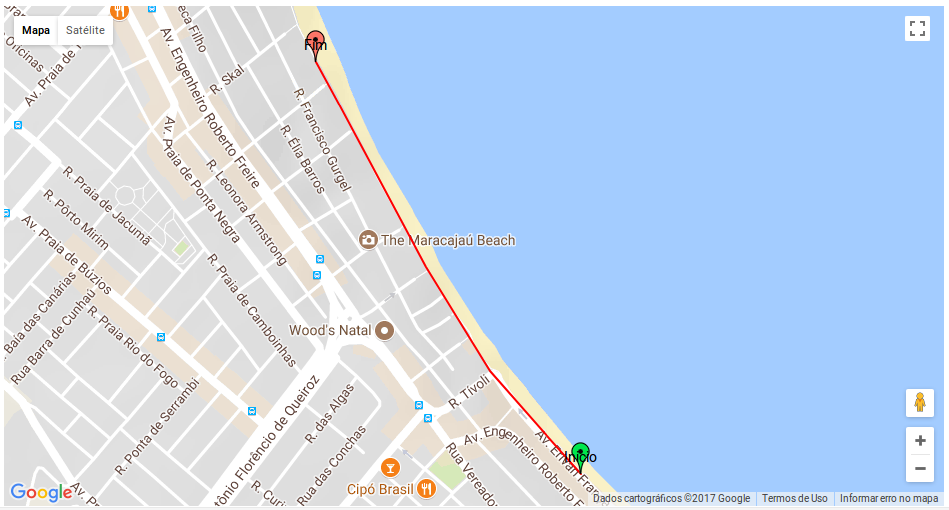 Mapa
Satélite
Fim
eca Filho
Oficinas
Av. Praia de
Av. Engenheiro Roberto Freire
R. Skal
R. Francisco Gurgel
R. Élia Barros
Av. Praia de Ponta Negra
R. Leonora Armstrong
R. Praia de Jacumã
R. Pôrto Mirim
Av. Praia de Búzios
The Maracajaú Beach
R. Praia de Camboinhas
Baia das Canárias
Rua Barra de Cunhaú
R. Praia Rio do Fogo
Wood's Natal
R. Tívoli
R. das Algas
R. Ponta de Serrambi
tônio Florêncio de Queiroz
Rua das Conchas
Av. Engenheiro Roberto F
Av. Erivan Fran
Início
Rua Vereador
Cipó Brasil
R. Curi
Av.
Google
Dados cartográficos ©2017 Google
Termos de Uso
Informar erro no mapa